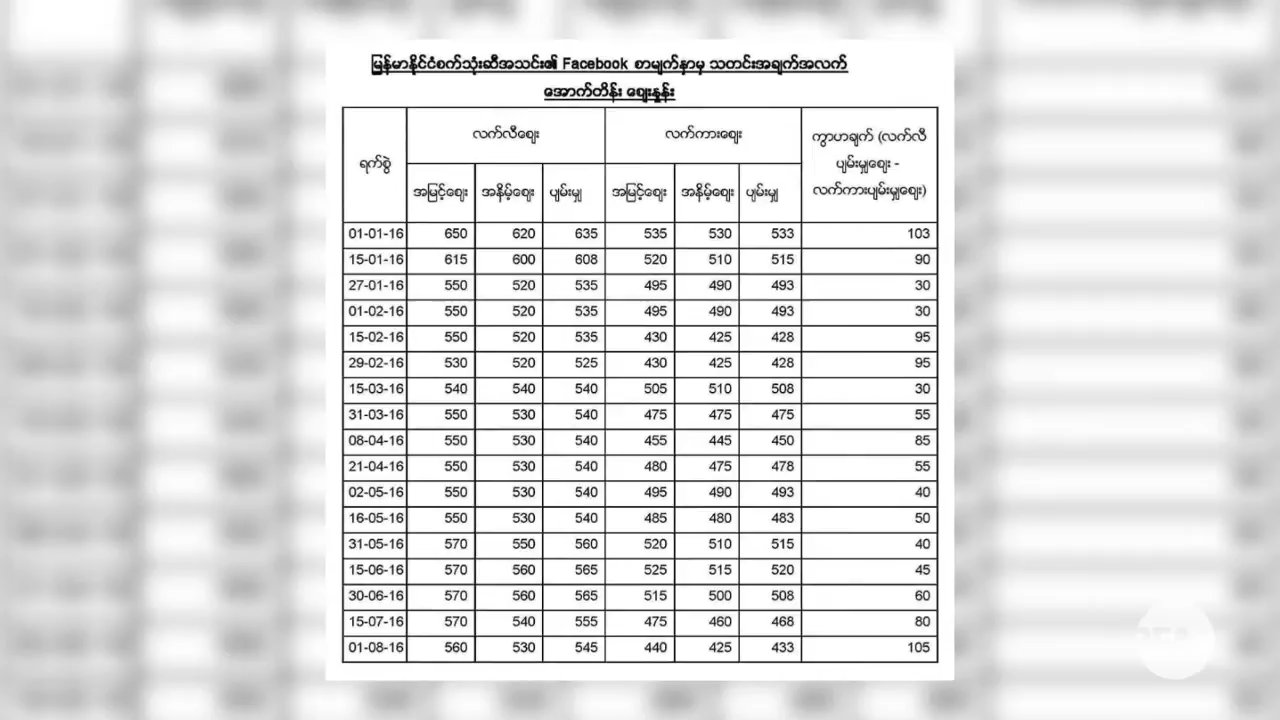 မြန်မာနိုင်ငံစက်သုံးဆီအသင်း၏ Facebook စာမျက်နှာမှ သတင်းအချက်အလက်
အောက်တိန်း ဈေးနှုန်း
ရက်စွဲ လက်လီဈေး လက်ကားဈေး ကွာဟချက် (လက်လီ
ပျမ်းမျှဈေး -
လက်ကားပျမ်းမျှဈေး)
အမြင့်ဈေး အနိမ့်ဈေး ပျမ်းမျှ အမြင့်ဈေး အနိမ့်ဈေး ပျမ်းမျှ
01-01-16 650 620 635 535 530 533 103
15-01-16 615 600 608 520 510 515 90
27-01-16 550 520 535 495 490 493 30
01-02-16 550 520 535 495 490 493 30
15-02-16 550 520 535 430 425 428 95
29-02-16 530 520 525 430 425 428 95
15-03-16 540 540 540 505 510 508 30
31-03-16 550 530 540 475 475 475 55
08-04-16 550 530 540 455 445 450 85
21-04-16 550 530 540 480 475 478 55
02-05-16 550 530 540 495 490 493 40
16-05-16 550 530 540 485 480 483 50
31-05-16 570 550 560 520 510 515 40
15-06-16 570 560 565 525 515 520 45
30-06-16 570 560 565 515 500 508 60
15-07-16 570 540 555 475 460 468 80
01-08-16 560 530 545 440 425 433 105